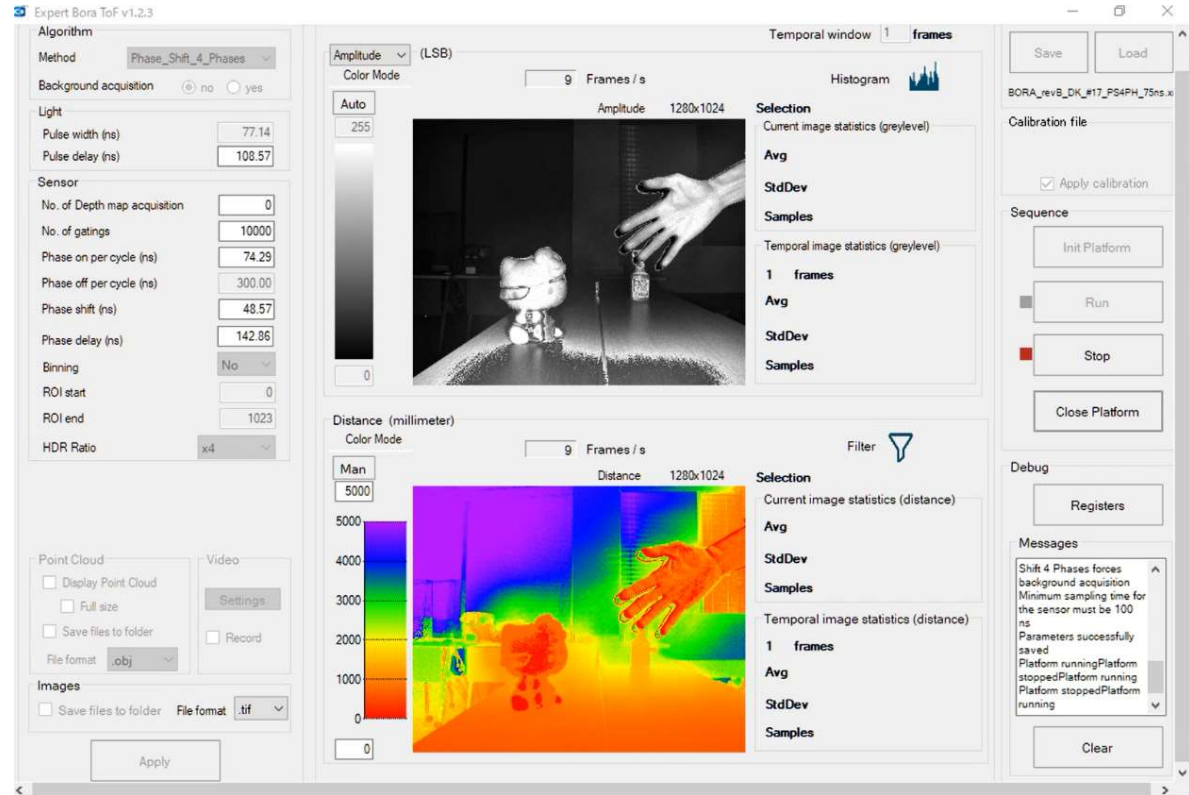 Expert Bora ToF v1.2.3
Algorithm
Method Phase_Shift_4_Phases
Background acquisition no yes
Light
Pulse width (ns) 77.14
Pulse delay (ns) 108.57
Sensor
No. of Depth map acquisition 0
No. of gatings 10000
Phase on per cycle (ns) 74.29
Phase off per cycle (ns) 300.00
Phase shift (ns) 48.57
Phase delay (ns) 142.86
Binning No
ROI start 0
ROI end 1023
HDR Ratio x4
Point Cloud
Display Point Cloud
Full size
Save files to folder
File format .obj
Video
Settings
Record
Images
Save files to folder File format .tif
Apply
Temporal window 1 frames
Amplitude (LSB)
Color Mode
9 Frames / s
Histogram
Auto
Amplitude 1280x1024
255
0
Selection
Current image statistics (greylevel)
Avg
StdDev
Samples
Temporal image statistics (greylevel)
1 frames
Avg
StdDev
Samples
Distance (millimeter)
Color Mode
9 Frames / s
Filter
Man
Distance 1280x1024
5000
5000
4000
3000
2000
1000
0
0
Selection
Current image statistics (distance)
Avg
StdDev
Samples
Temporal image statistics (distance)
1 frames
Avg
StdDev
Samples
Save Load
BORA_revB_DK_#17_PS4PH_75ns.x
Calibration file
Apply calibration
Sequence
Init Platform
Run
Stop
Close Platform
Debug
Registers
Messages
Shift 4 Phases forces
background acquisition
Minimum sampling time for
the sensor must be 100
ns
Parameters successfully
saved
Platform runningPlatform
stoppedPlatform running
Platform stoppedPlatform
running
Clear